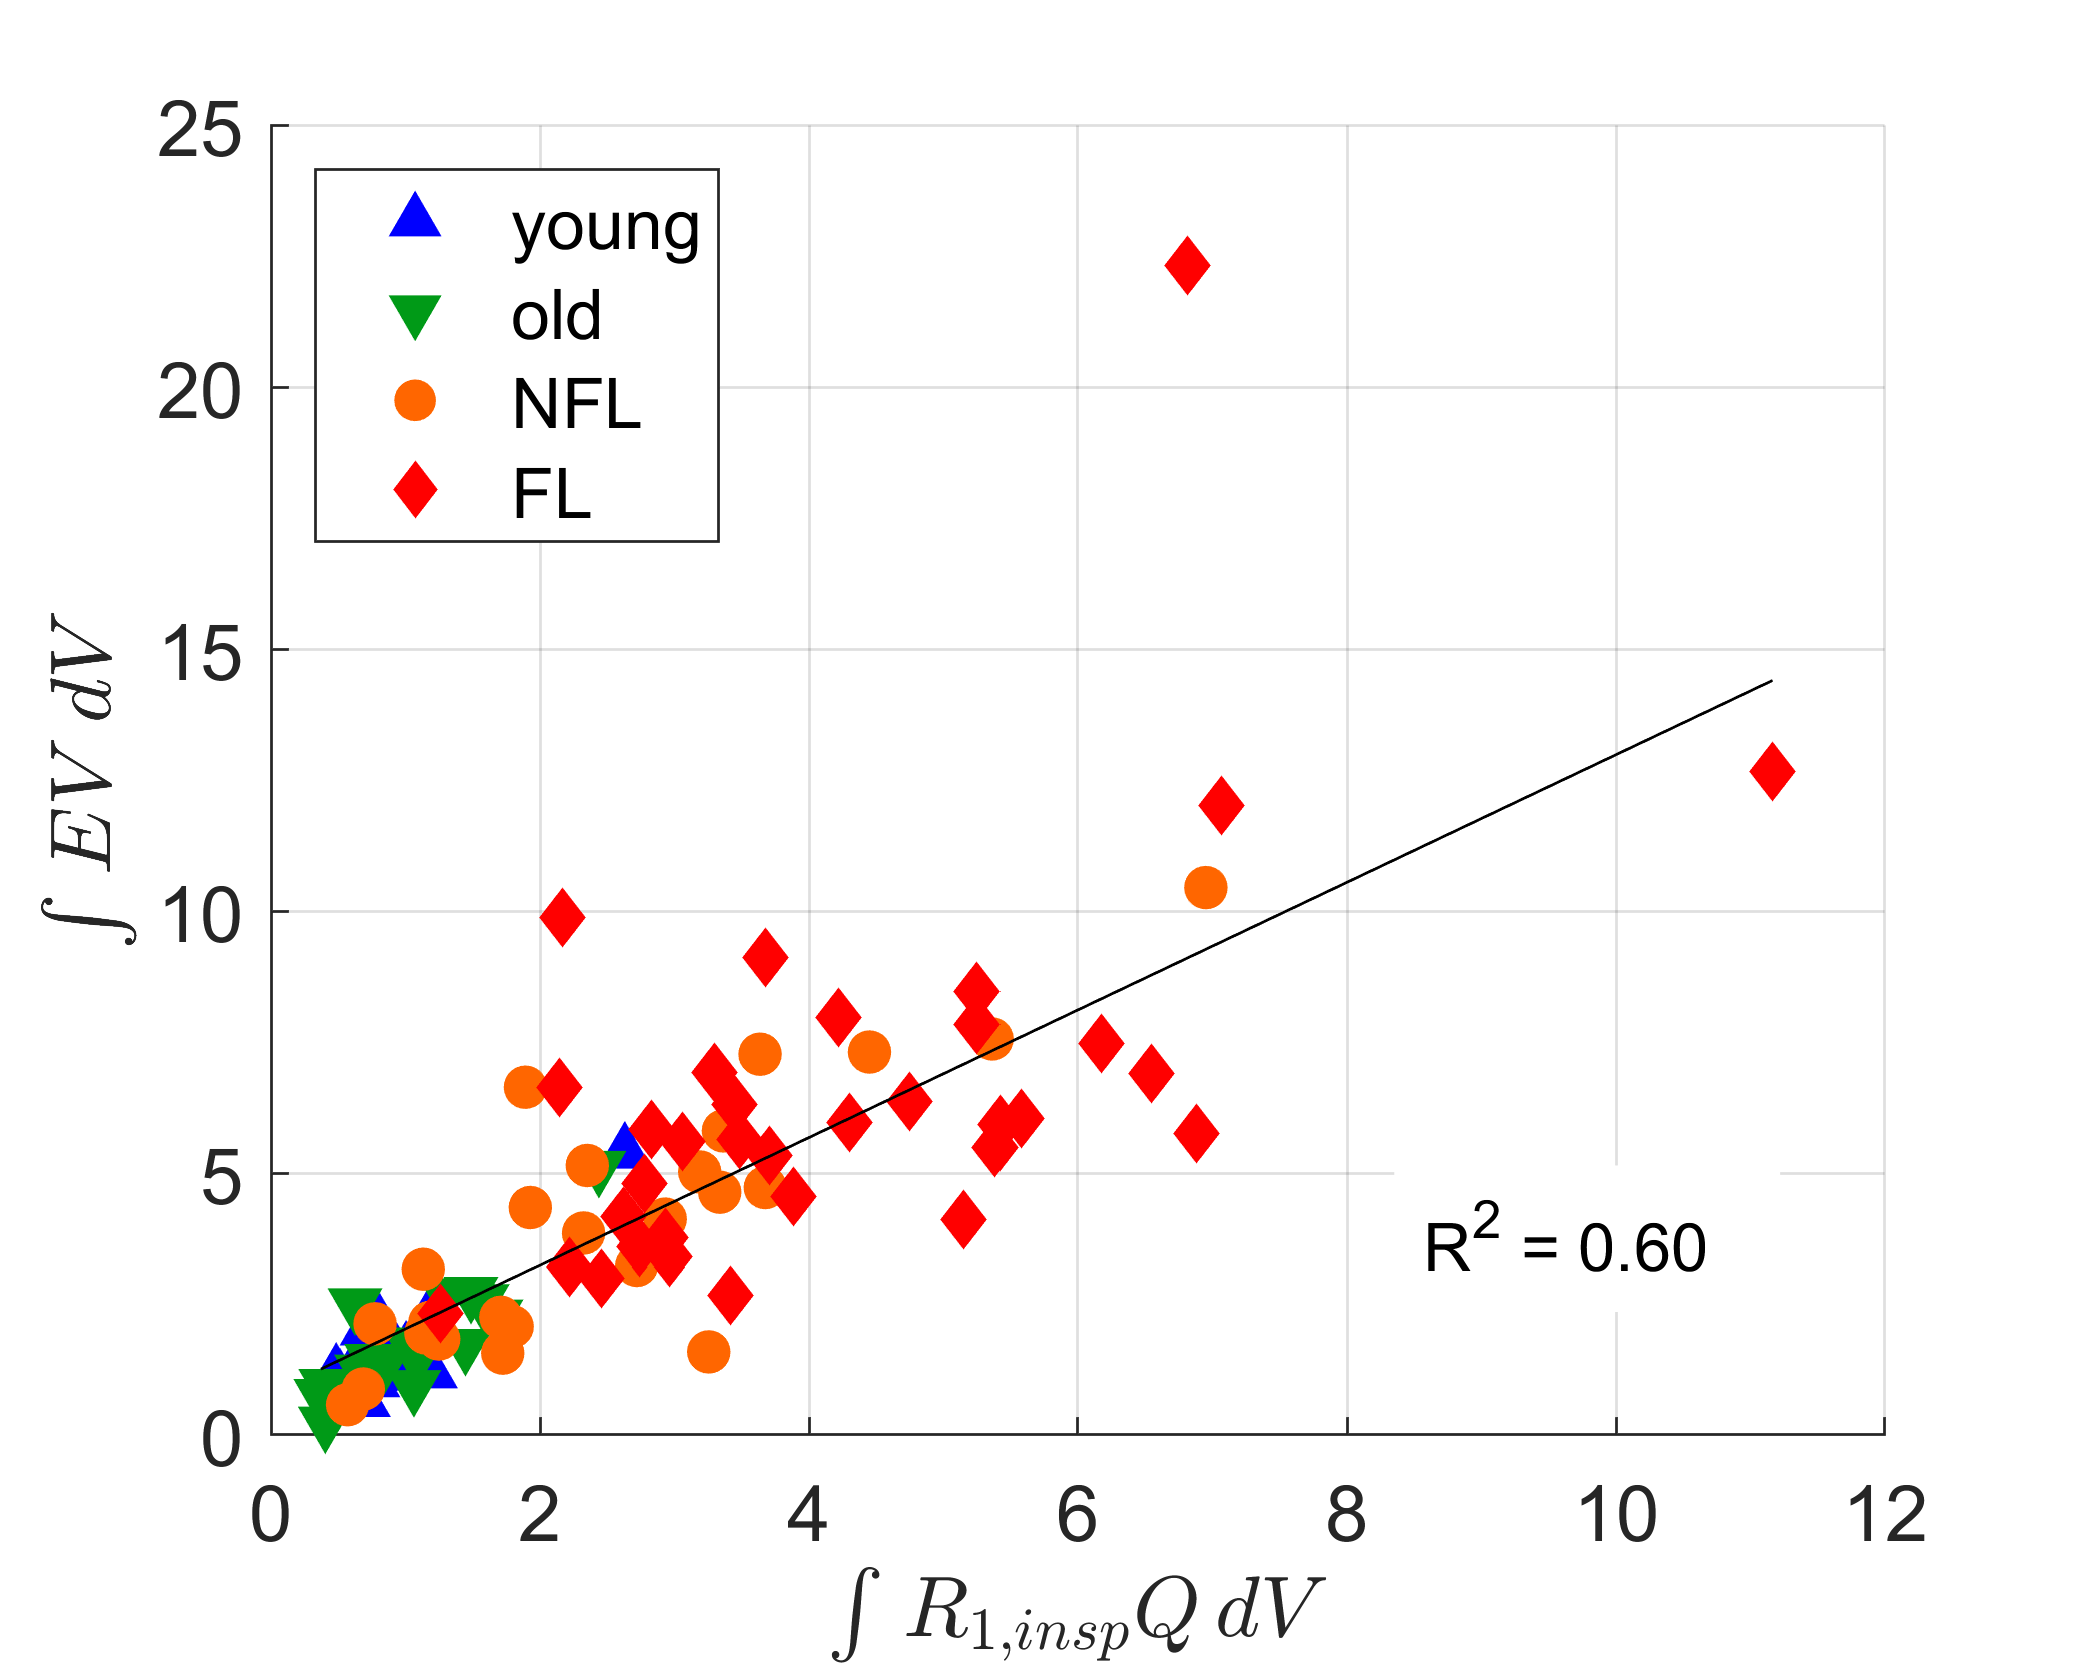 25
20
15
10
5
0
young
old
NFL
FL
R² = 0.60
0 2 4 6 8 10 12
∫ R₁,ᵢₙₛₚQ dV
∫ EV dV